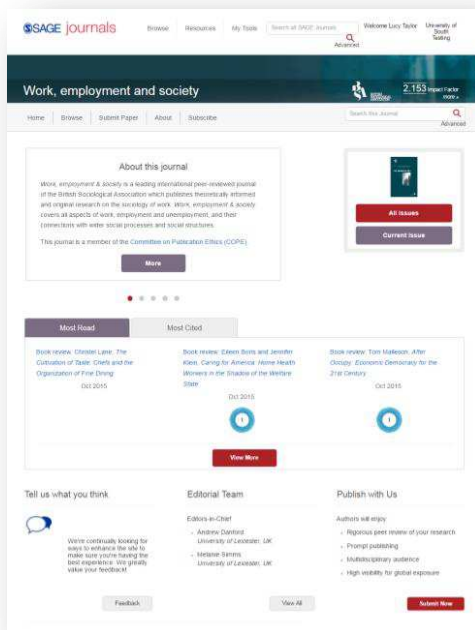 SAGE journals
Browse Resources My Tools
Search all SAGE Journals
Welcome Lucy Taylor
University of
South
Testing
Advanced
Work, employment and society
2.153 Impact Factor
more »
Home Browse Submit Paper About Subscribe
Search this Journal
Advanced
About this journal
Work, employment & society is a leading international peer-reviewed journal
of the British Sociological Association which publishes theoretically informed
and original research on the sociology of work. Work, employment & society
covers all aspects of work, employment and unemployment, and their
connections with wider social processes and social structures.
This journal is a member of the Committee on Publication Ethics (COPE)
More
All Issues
Current Issue
Most Read
Most Cited
Book review: Christel Lane, The
Cultivation of Taste: Chefs and the
Organization of Fine Dining
Oct 2015
Book review: Eileen Boris and Jennifer
Klein, Caring for America: Home Health
Workers in the Shadow of the Welfare
State
Oct 2015
1
Book review: Tom Malleson, After
Occupy: Economic Democracy for the
21st Century
Oct 2015
1
View More
Tell us what you think
We're continually looking for
ways to enhance the site to
make sure you're having the
best experience. We greatly
value your feedback!
Feedback
Editorial Team
Editors-in-Chief
Andrew Danford
University of Leicester, UK
Melanie Simms
University of Leicester, UK
View All
Publish with Us
Authors will enjoy
Rigorous peer review of your research
Prompt publishing
Multidisciplinary audience
High visibility for global exposure
Submit Now